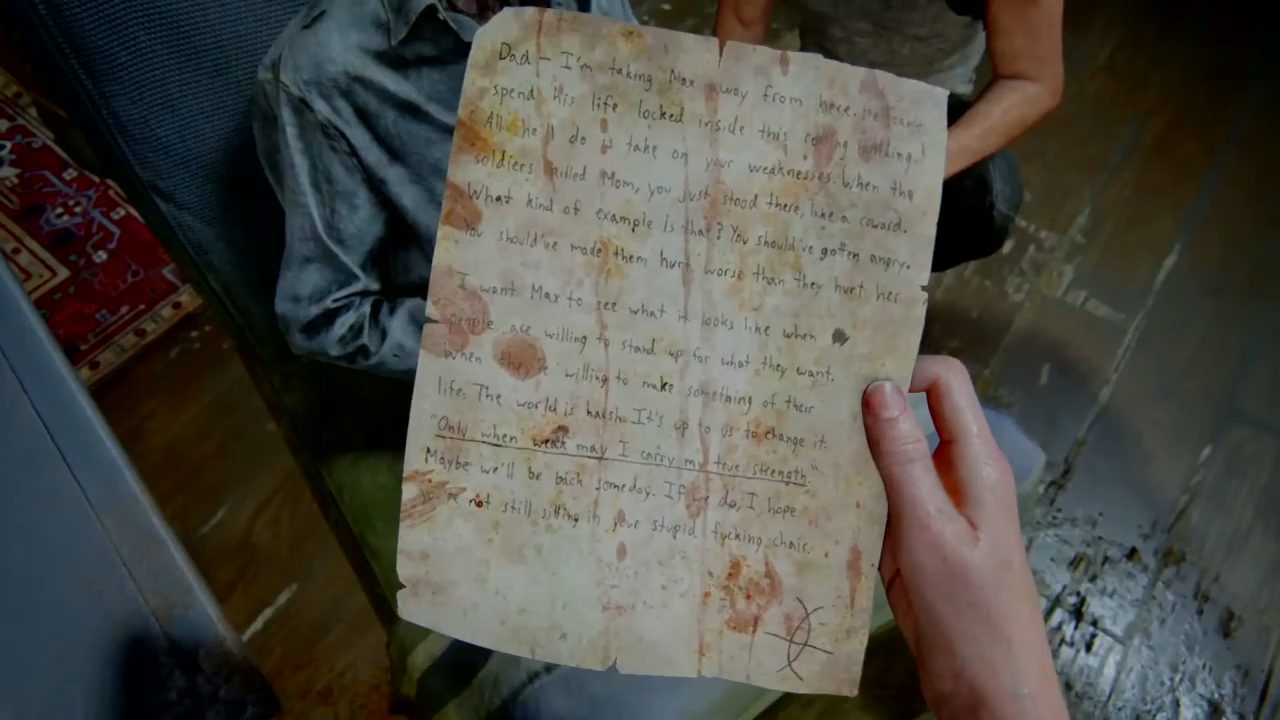 Dad – I'm taking Max away from here. He can't
spend his life locked inside this building.
All he'll do is take on your weaknesses. When the
soldiers killed Mom, you just stood there, like a coward.
What kind of example is that? You should've gotten angry.
You should've made them hurt worse than they hurt her
I want Max to see what it looks like when
people are willing to stand up for what they want.
When they're willing to make something of their
life. The world is harsh. It's up to us to change it.
"Only when weak may I carry my true strength."
Maybe we'll be back someday. If we do, I hope
you're not still sitting in your stupid fucking chair.